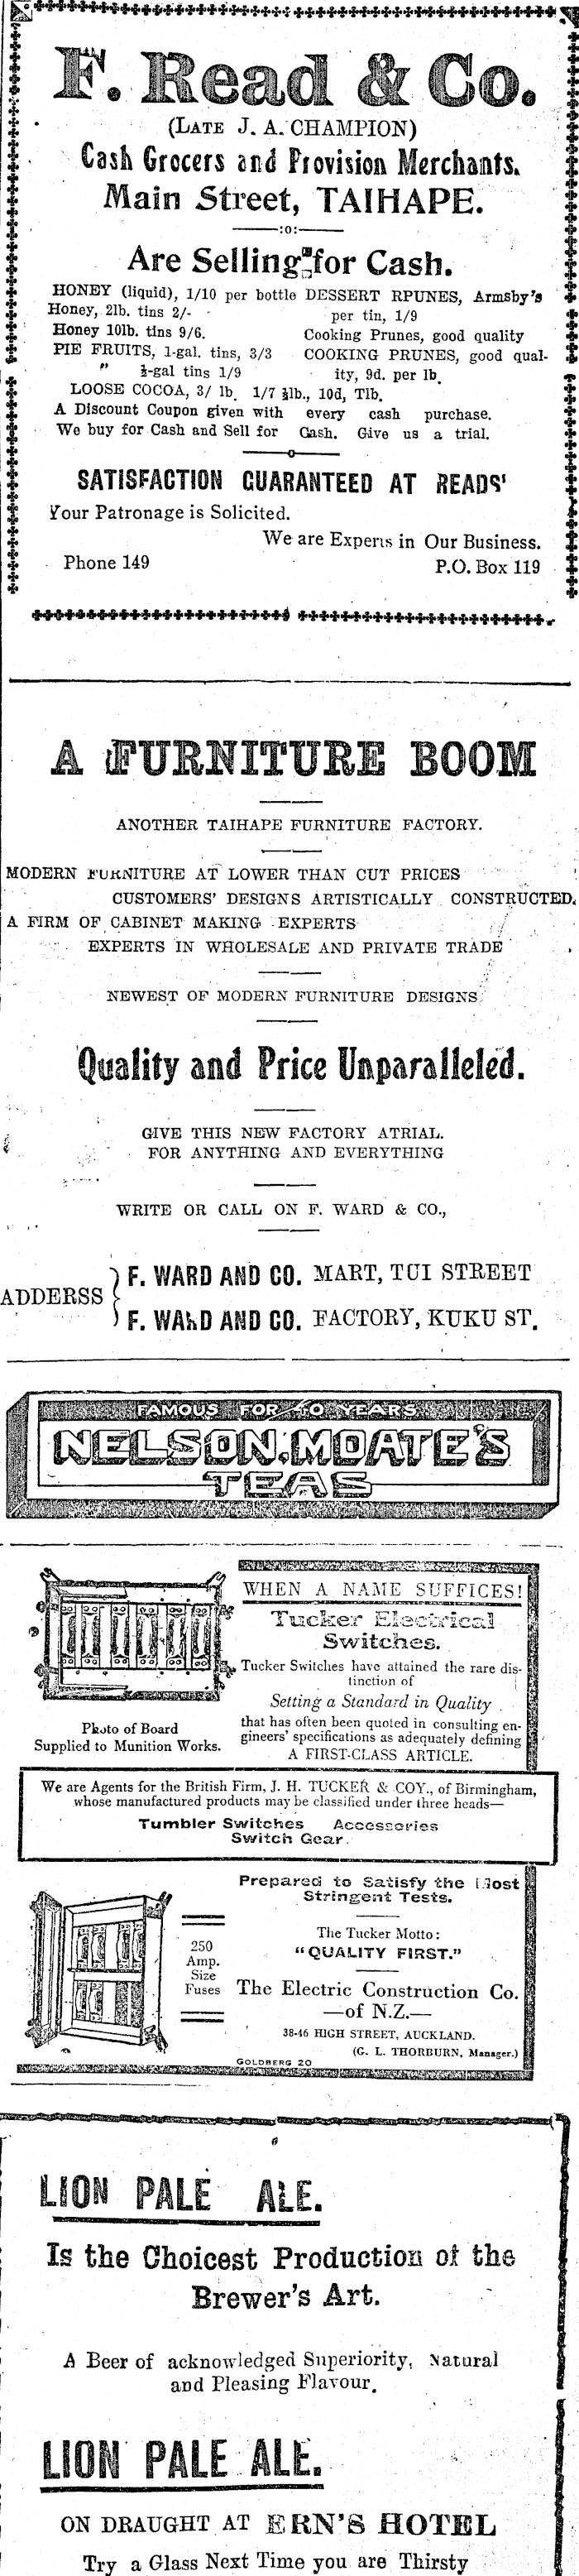 F. Read & Co.
(LATE J. A. CHAMPION)
Cash Grocers and Provision Merchants.
Main Street, TAIHAPE.
—:o:—
Are Selling for Cash.
HONEY (liquid), 1/10 per bottle
Honey, 2lb. tins 2/-
Honey 10lb. tins 9/6.
PIE FRUITS, 1-gal. tins, 3/3
" ½-gal tins 1/9
DESSERT RPUNES, Armsby's
per tin, 1/9
Cooking Prunes, good quality
COOKING PRUNES, good qual-
ity, 9d. per lb.
LOOSE COCOA, 3/ lb. 1/7 ½lb., 10d, Tlb.
A Discount Coupon given with every cash purchase.
We buy for Cash and Sell for Cash. Give us a trial.
SATISFACTION GUARANTEED AT READS'
Your Patronage is Solicited.
We are Experts in Our Business.
Phone 149 P.O. Box 119
A FURNITURE BOOM
ANOTHER TAIHAPE FURNITURE FACTORY.
MODERN FURNITURE AT LOWER THAN CUT PRICES
CUSTOMERS' DESIGNS ARTISTICALLY CONSTRUCTED.
A FIRM OF CABINET MAKING EXPERTS
EXPERTS IN WHOLESALE AND PRIVATE TRADE
NEWEST OF MODERN FURNITURE DESIGNS
Quality and Price Unparalleled.
GIVE THIS NEW FACTORY ATRIAL.
FOR ANYTHING AND EVERYTHING
WRITE OR CALL ON F. WARD & CO.,
ADDERSS
F. WARD AND CO. MART, TUI STREET
F. WARD AND CO. FACTORY, KUKU ST.
FAMOUS FOR 40 YEARS
NELSON, MOATE'S
TEAS
WHEN A NAME SUFFICES!
Tucker Electrical
Switches.
Tucker Switches have attained the rare dis-
tinction of
Setting a Standard in Quality
that has often been quoted in consulting en-
gineers' specifications as adequately defining
A FIRST-CLASS ARTICLE.
Photo of Board
Supplied to Munition Works.
We are Agents for the British Firm, J. H. TUCKER & COY., of Birmingham,
whose manufactured products may be classified under three heads—
Tumbler Switches Accessories
Switch Gear.
Prepared to Satisfy the Most
Stringent Tests.
The Tucker Motto:
"QUALITY FIRST."
250
Amp.
Size
Fuses
The Electric Construction Co.
—of N.Z.—
38-46 HIGH STREET, AUCKLAND.
(G. L. THORBURN, Manager.)
GOLDBERG 20
LION PALE ALE.
Is the Choicest Production of the
Brewer's Art.
A Beer of acknowledged Superiority, Natural
and Pleasing Flavour.
LION PALE ALE.
ON DRAUGHT AT ERN'S HOTEL
Try a Glass Next Time you are Thirsty